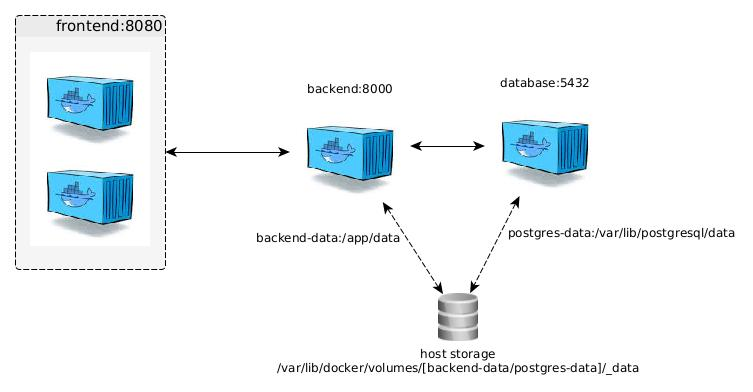 frontend:8080
backend:8000
database:5432
backend-data:/app/data
postgres-data:/var/lib/postgresql/data
host storage
/var/lib/docker/volumes/[backend-data/postgres-data]/_data